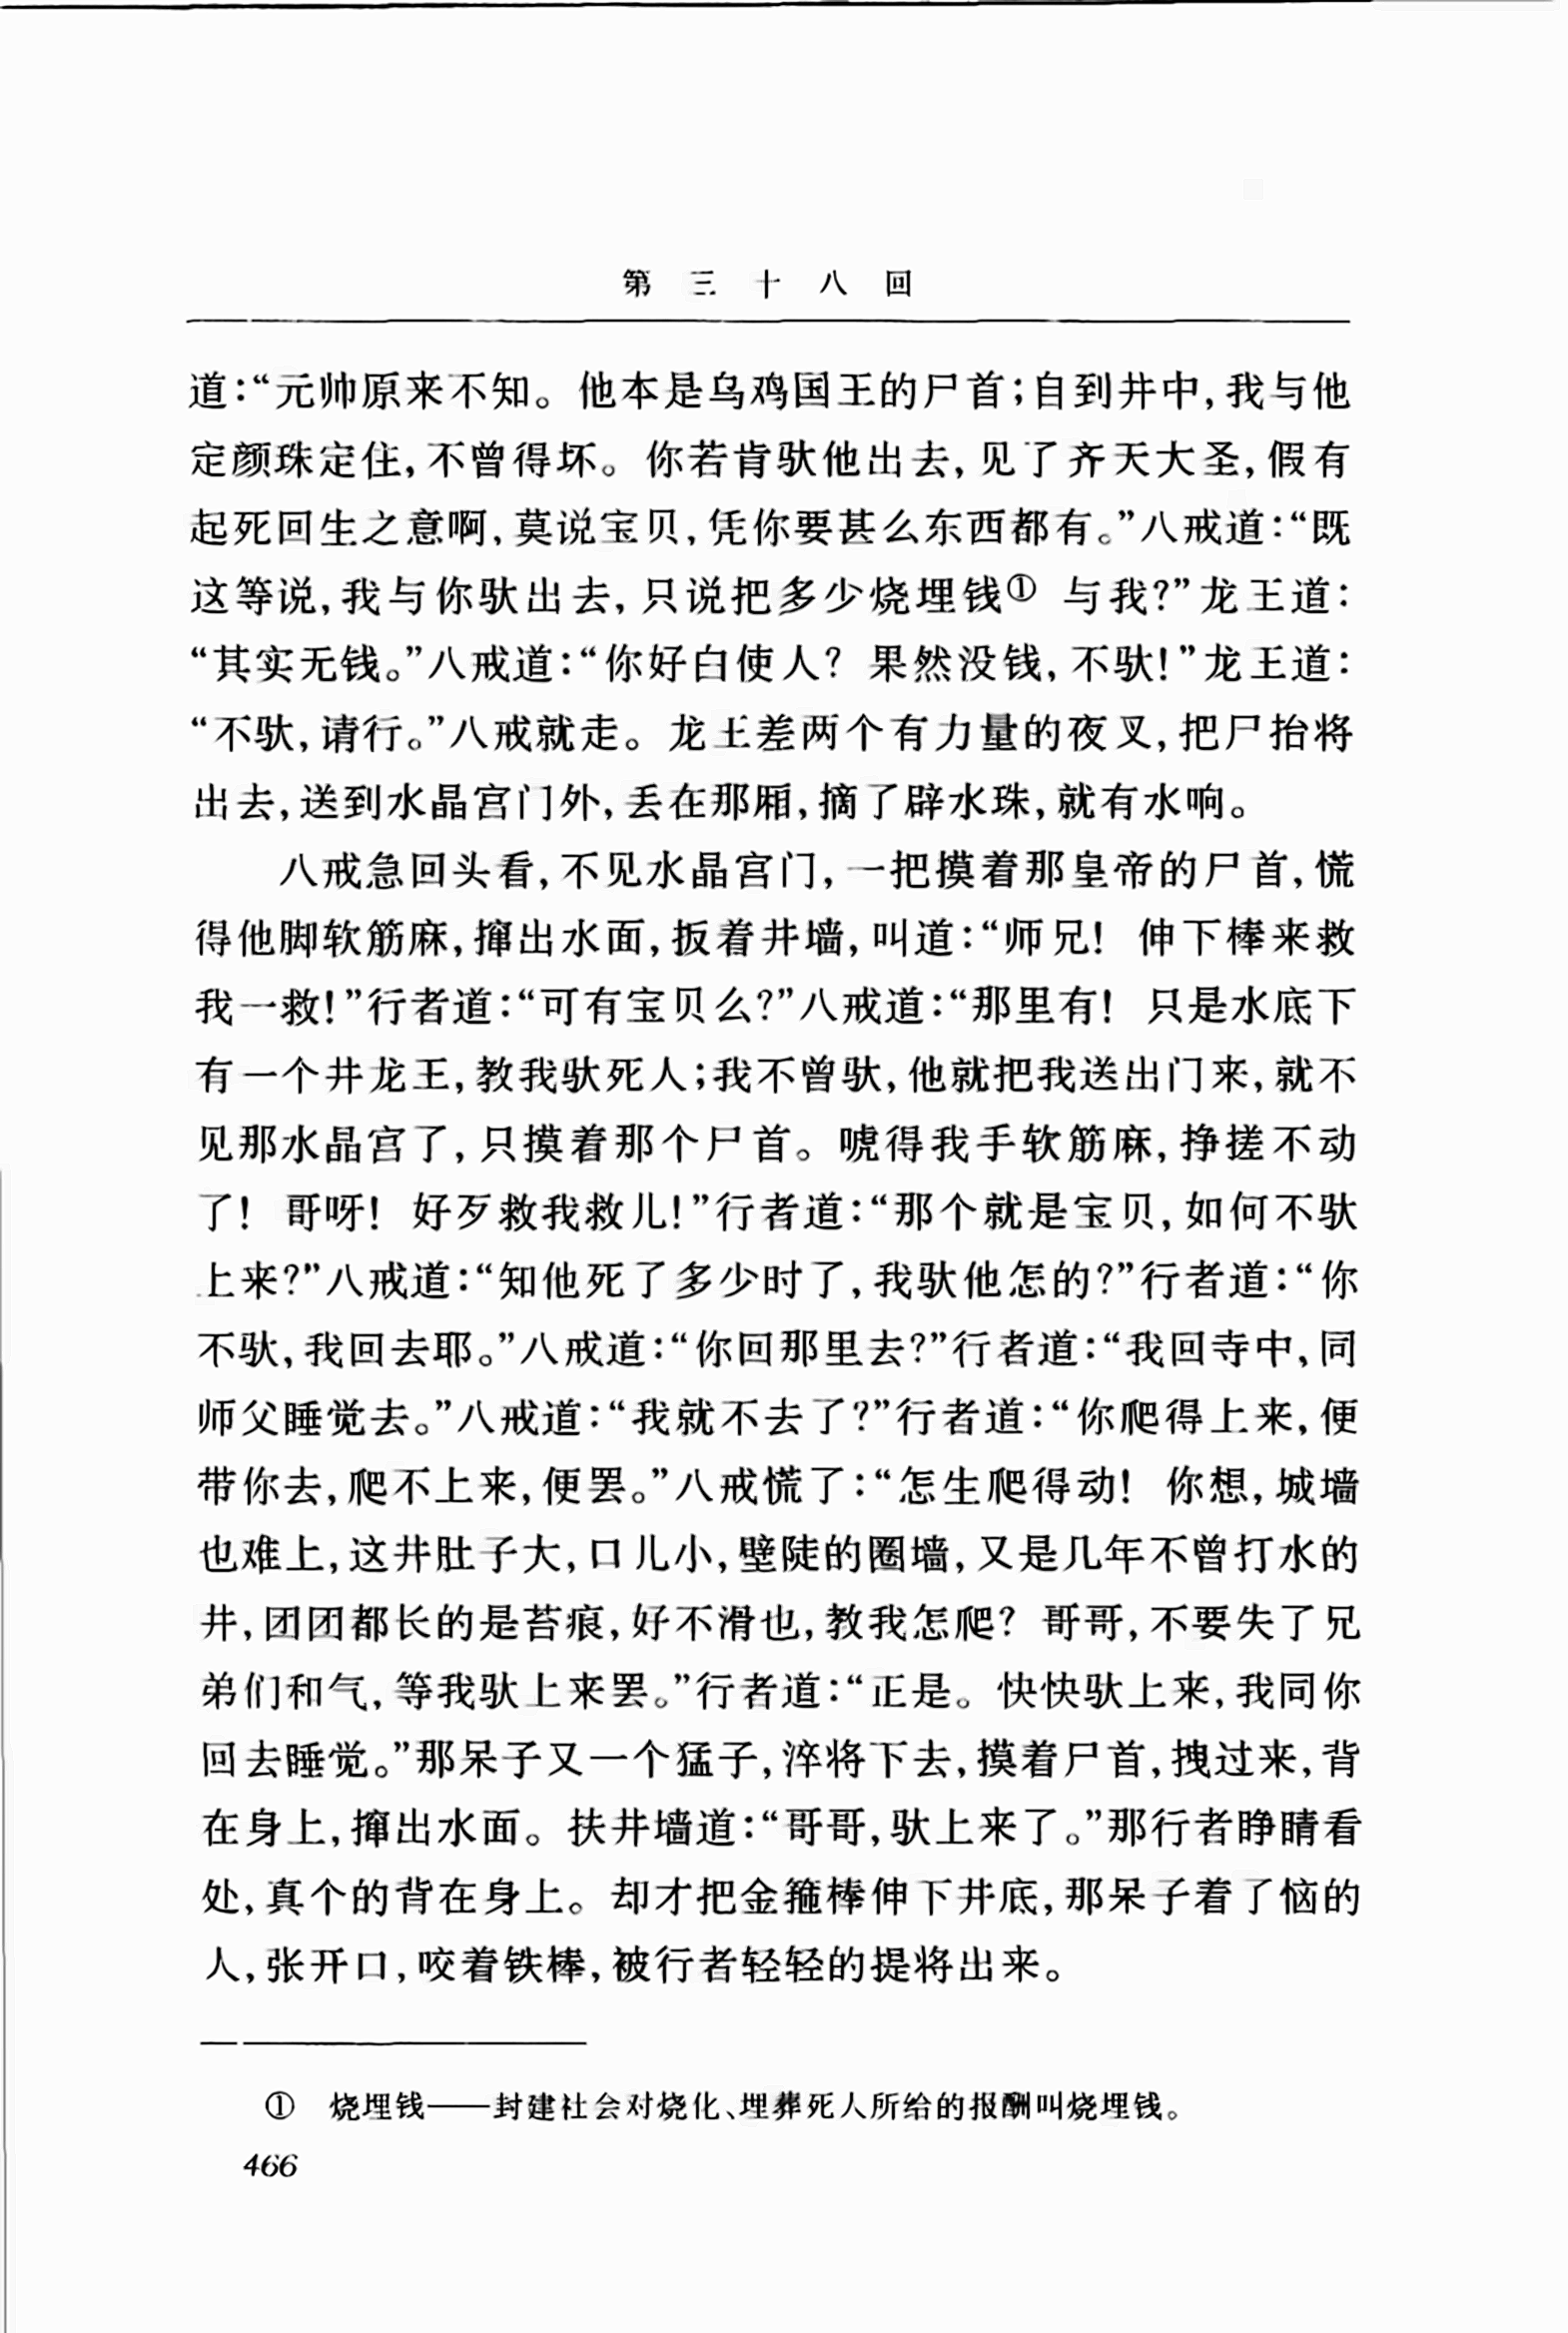 第三十八回
道：“元帅原来不知。他本是乌鸡国王的尸首；自到井中，我与他
定颜珠定住，不曾得坏。你若肯驮他出去，见了齐天大圣，假有
起死回生之意啊，莫说宝贝，凭你要甚么东西都有。”八戒道：“既
这等说，我与你驮出去，只说把多少烧埋钱① 与我？”龙王道：
“其实无钱。”八戒道：“你好白使人？果然没钱，不驮！”龙王道：
“不驮，请行。”八戒就走。龙王差两个有力量的夜叉，把尸抬将
出去，送到水晶宫门外，丢在那厢，摘了辟水珠，就有水响。
八戒急回头看，不见水晶宫门，一把摸着那皇帝的尸首，慌
得他脚软筋麻，撺出水面，扳着井墙，叫道：“师兄！伸下棒来救
我一救！”行者道：“可有宝贝么？”八戒道：“那里有！只是水底下
有一个井龙王，教我驮死人；我不曾驮，他就把我送出门来，就不
见那水晶宫了，只摸着那个尸首。唬得我手软筋麻，挣搓不动
了！哥呀！好歹救我救儿！”行者道：“那个就是宝贝，如何不驮
上来？”八戒道：“知他死了多少时了，我驮他怎的？”行者道：“你
不驮，我回去耶。”八戒道：“你回那里去？”行者道：“我回寺中，同
师父睡觉去。”八戒道：“我就不去了？”行者道：“你爬得上来，便
带你去，爬不上来，便罢。”八戒慌了：“怎生爬得动！你想，城墙
也难上，这井肚子大，口儿小，壁陡的圈墙，又是几年不曾打水的
井，团团都长的是苔痕，好不滑也，教我怎爬？哥哥，不要失了兄
弟们和气，等我驮上来罢。”行者道：“正是。快快驮上来，我同你
回去睡觉。”那呆子又一个猛子，淬将下去，摸着尸首，拽过来，背
在身上，撺出水面。扶井墙道：“哥哥，驮上来了。”那行者睁睛看
处，真个的背在身上。却才把金箍棒伸下井底，那呆子着了恼的
人，张开口，咬着铁棒，被行者轻轻的提将出来。
① 烧埋钱——封建社会对烧化、埋葬死人所给的报酬叫烧埋钱。
466